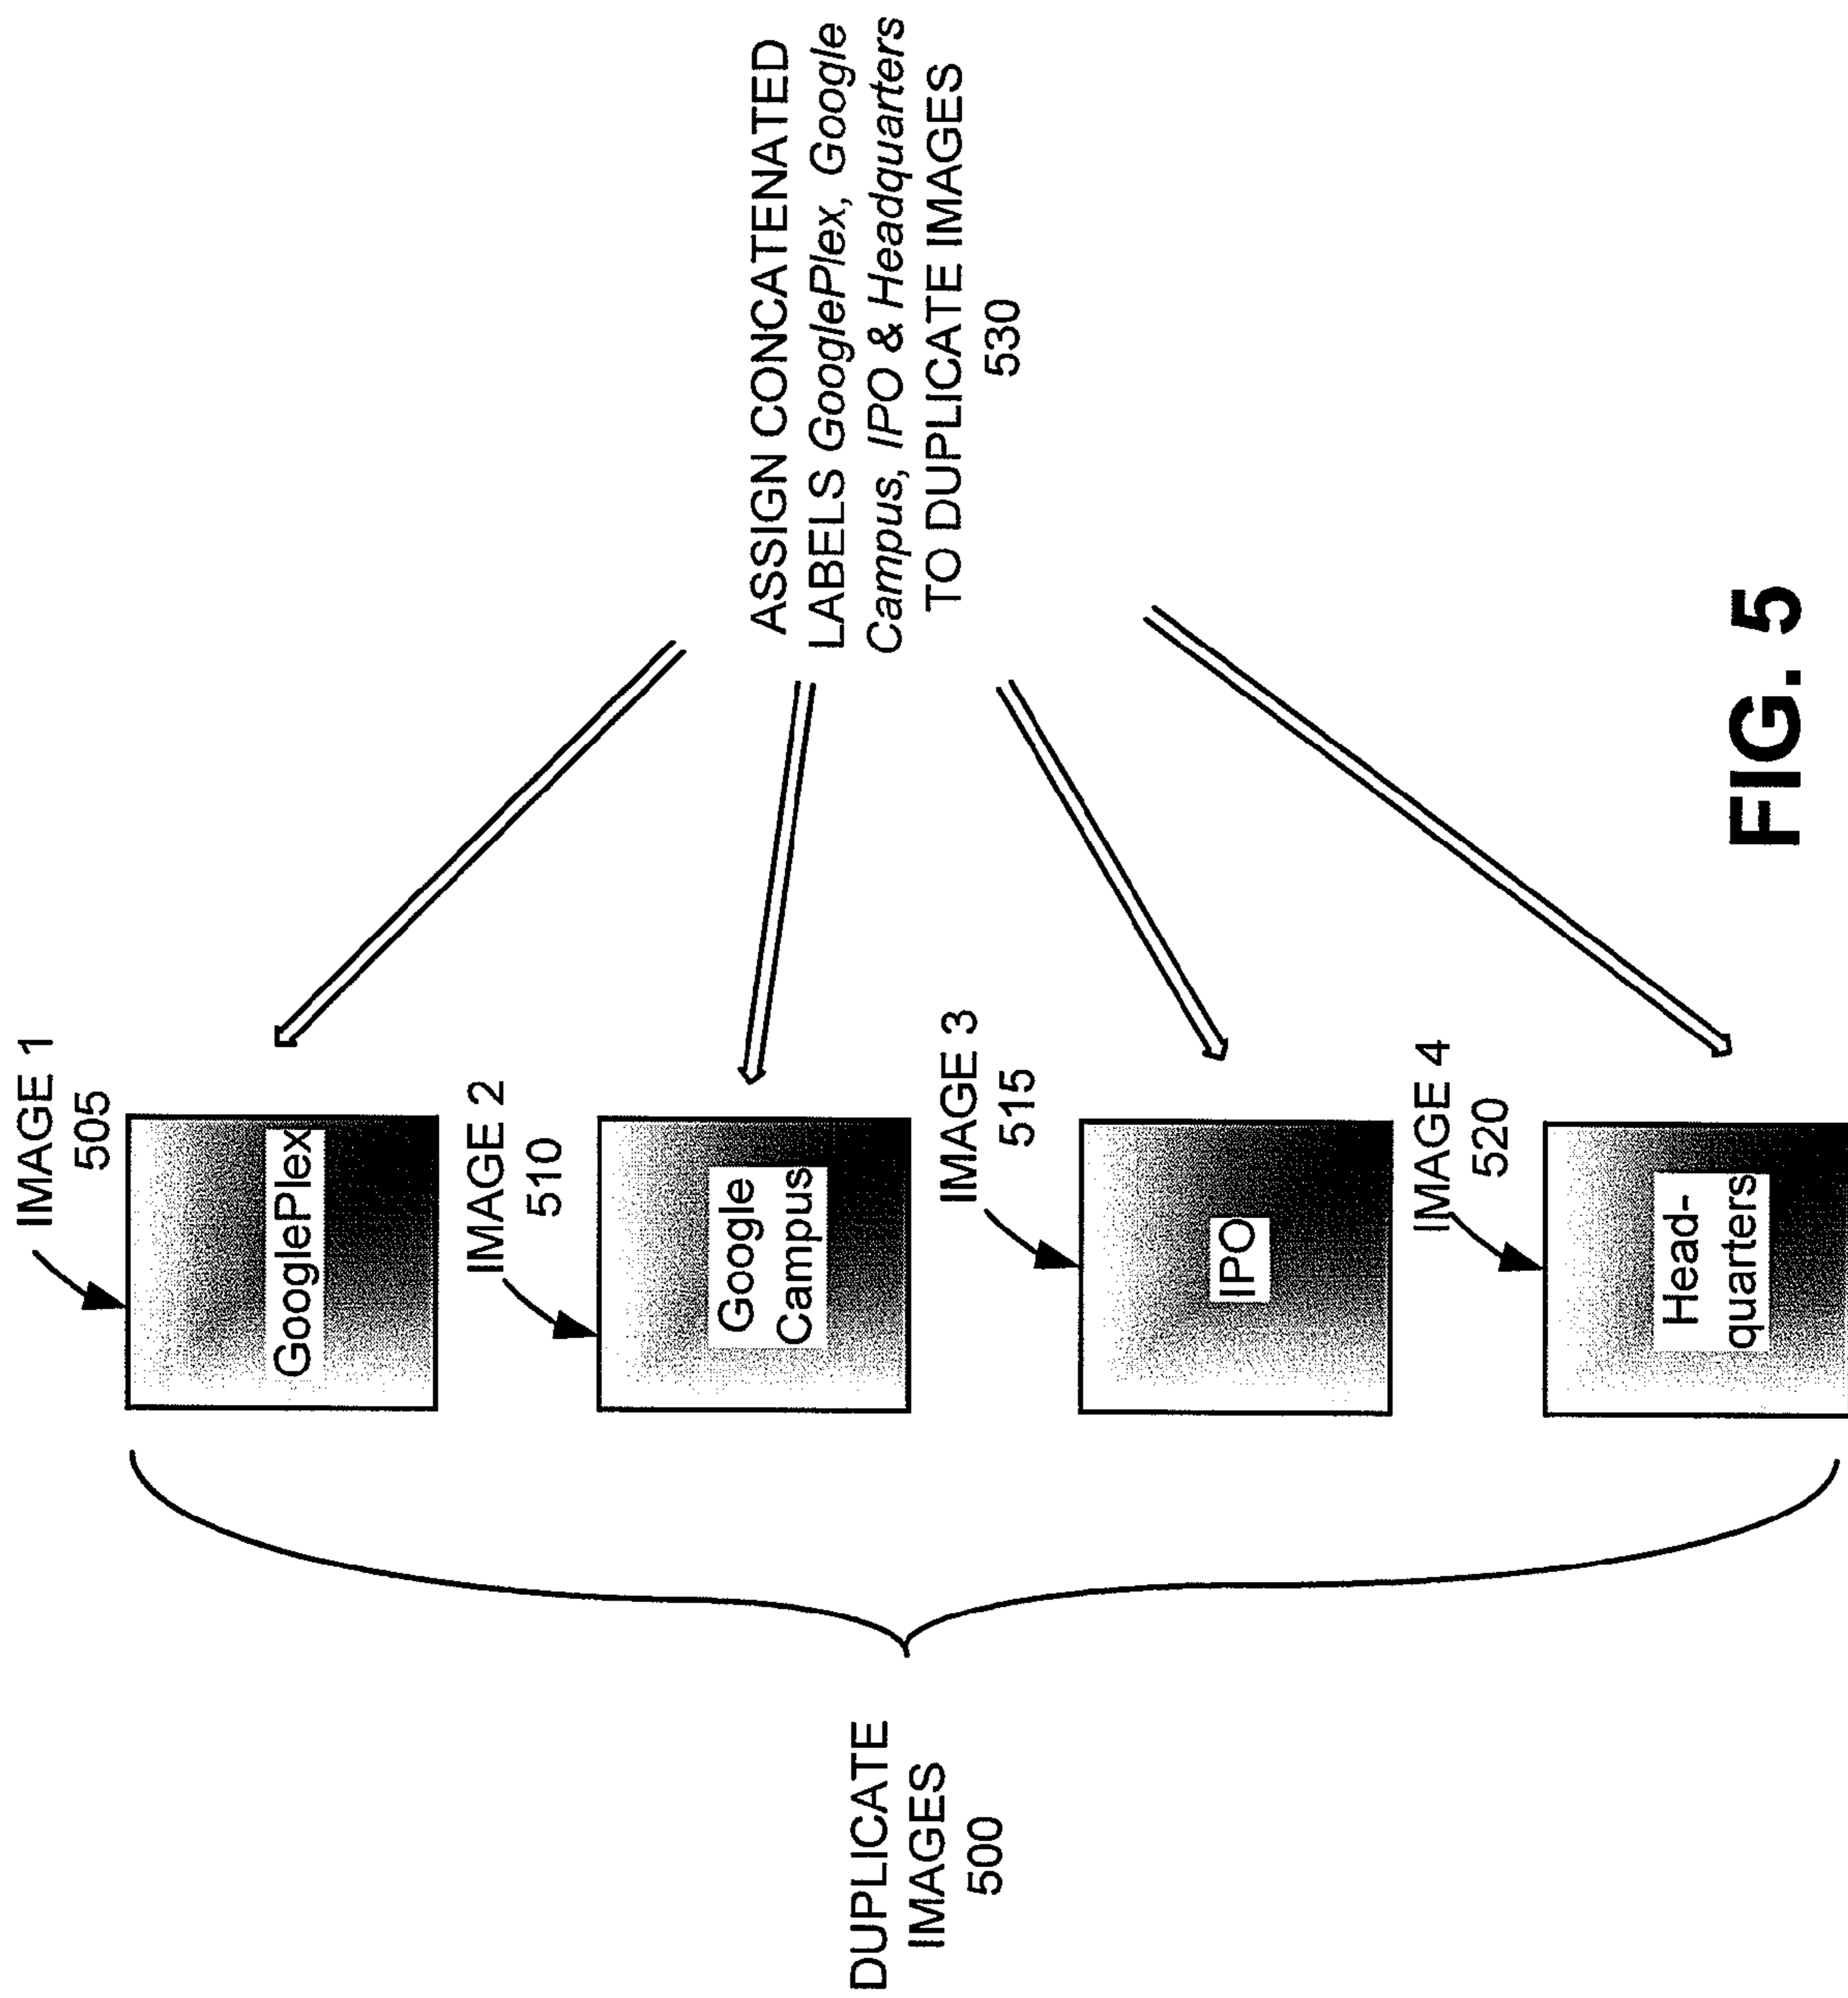 DUPLICATE
IMAGES
500
IMAGE 1
505
GooglePlex
IMAGE 2
510
Google
Campus
IMAGE 3
515
IPO
IMAGE 4
520
Head-
quarters
ASSIGN CONCATENATED
LABELS GooglePlex, Google
Campus, IPO & Headquarters
TO DUPLICATE IMAGES
530
FIG. 5